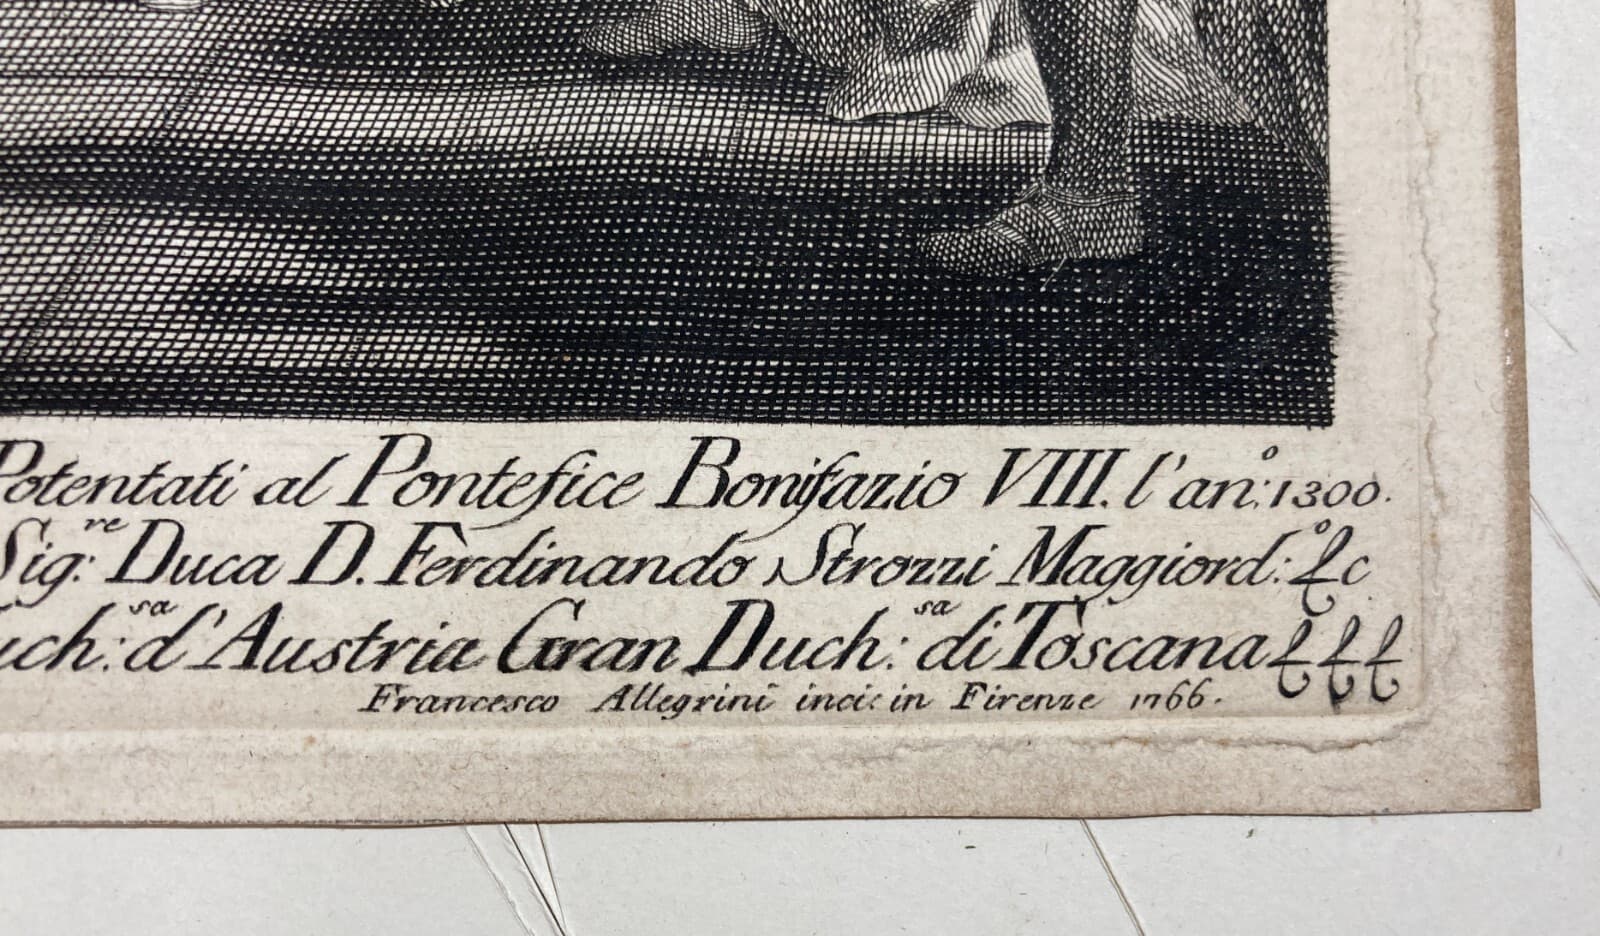 Potentati al Pontefice Bonifazio VIII. l'an:º 1300.
Sig:re Duca D. Ferdinando Strozzi Maggiord:º &c
uch:sa d'Austria Gran Duch:sa di Toscana &&&
Francesco Allegrini incis: in Firenze 1766.